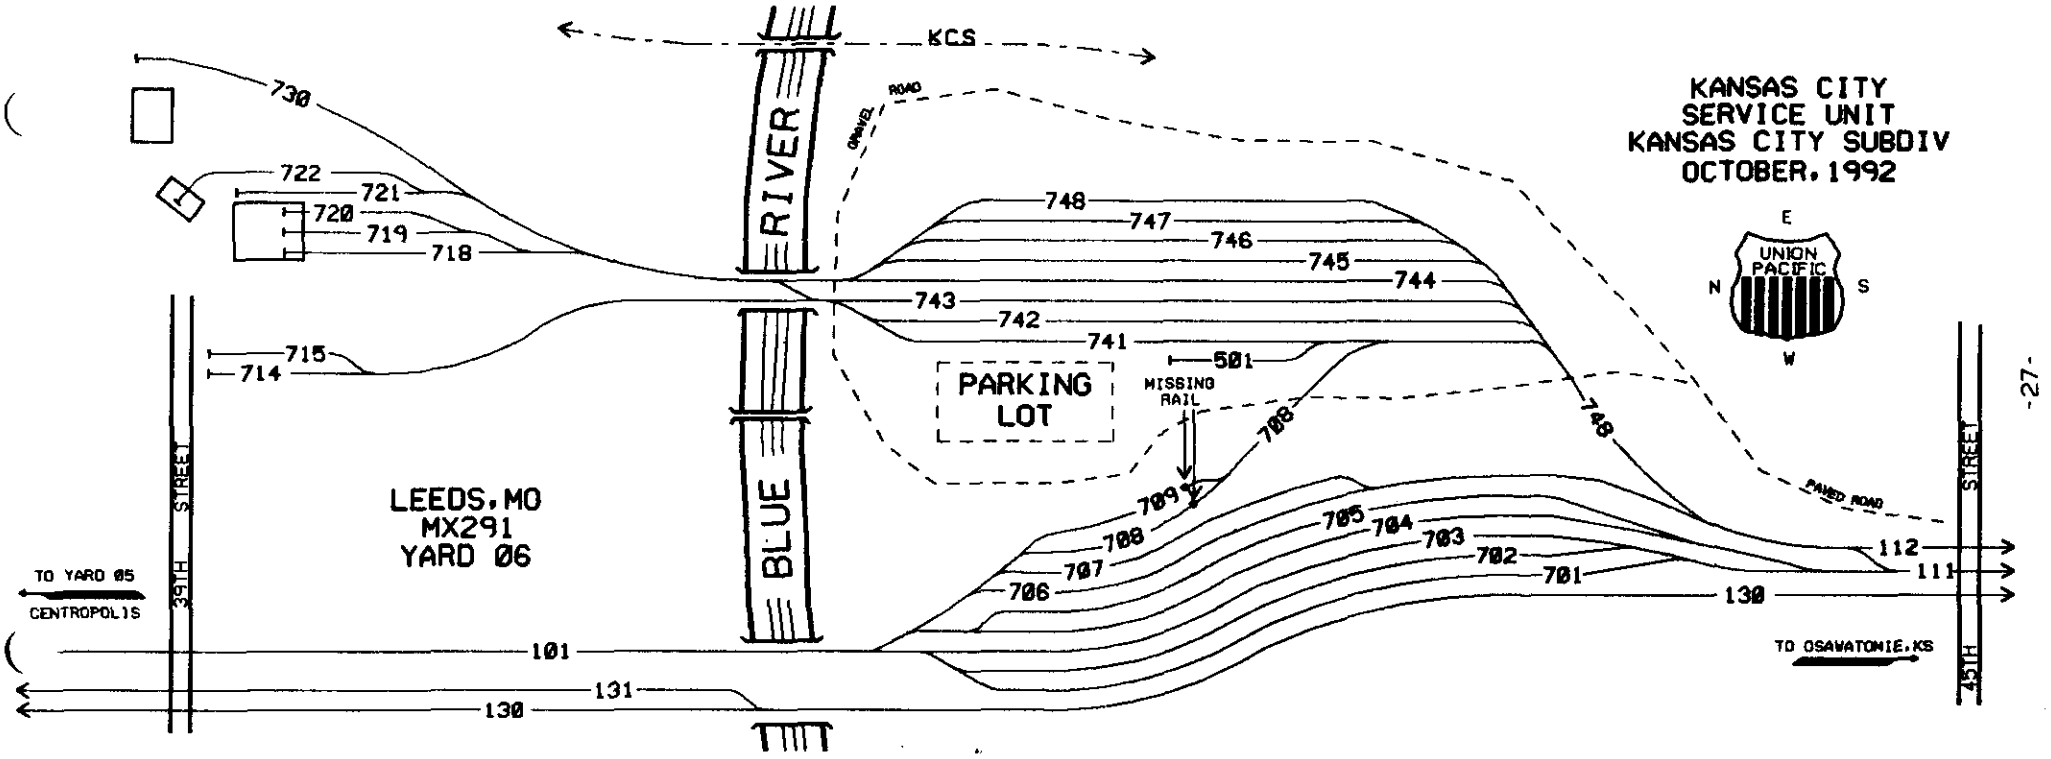 KCS
KANSAS CITY
SERVICE UNIT
KANSAS CITY SUBDIV
OCTOBER, 1992
E
UNION
PACIFIC
N
S
W
-27-
730
722
721
720
719
718
715
714
RIVER
BLUE
GRAVEL
ROAD
748
747
746
745
744
743
742
741
501
PARKING
LOT
MISSING
RAIL
708
748
709
708
707
706
705
704
703
702
701
PAVED ROAD
112
111
130
39TH STREET
45TH STREET
LEEDS, MO
MX291
YARD 06
TO YARD 05
CENTROPOLIS
101
131
130
TO OSAWATOMIE, KS